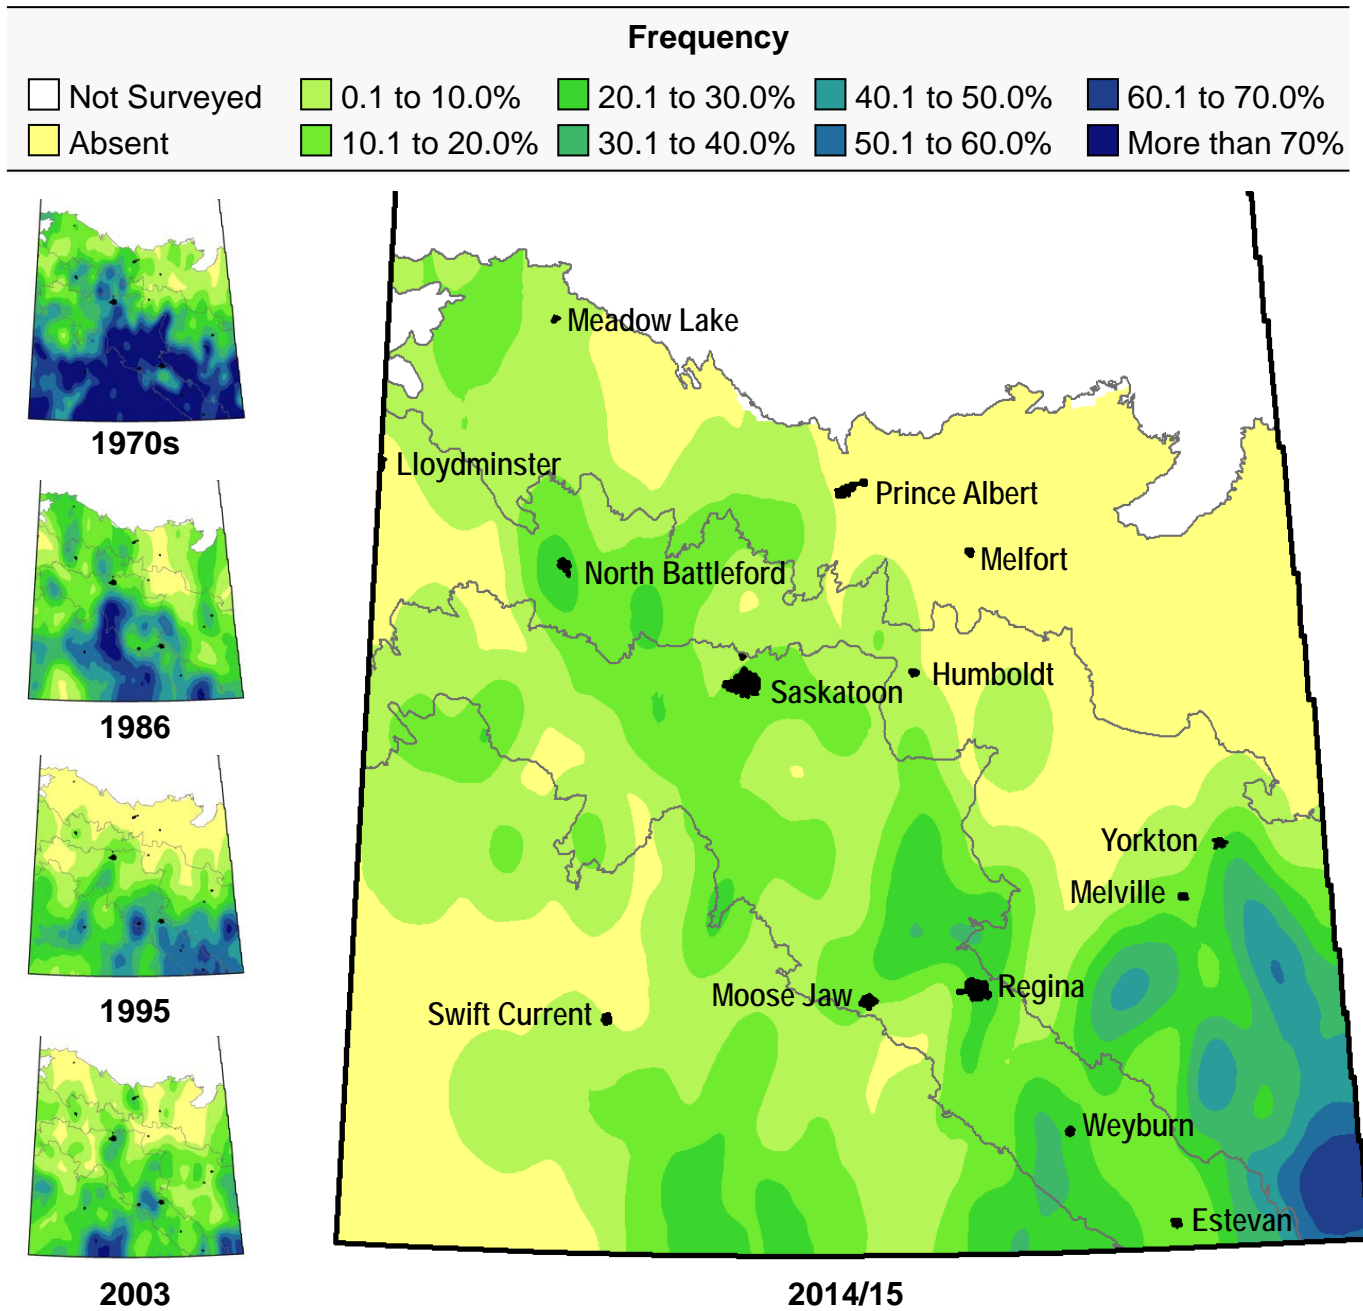 Frequency
Not Surveyed 0.1 to 10.0% 20.1 to 30.0% 40.1 to 50.0% 60.1 to 70.0%
Absent 10.1 to 20.0% 30.1 to 40.0% 50.1 to 60.0% More than 70%
1970s
1986
1995
2003
Meadow Lake
Lloydminster
Prince Albert
Melfort
North Battleford
Humboldt
Saskatoon
Yorkton
Melville
Regina
Moose Jaw
Swift Current
Weyburn
Estevan
2014/15